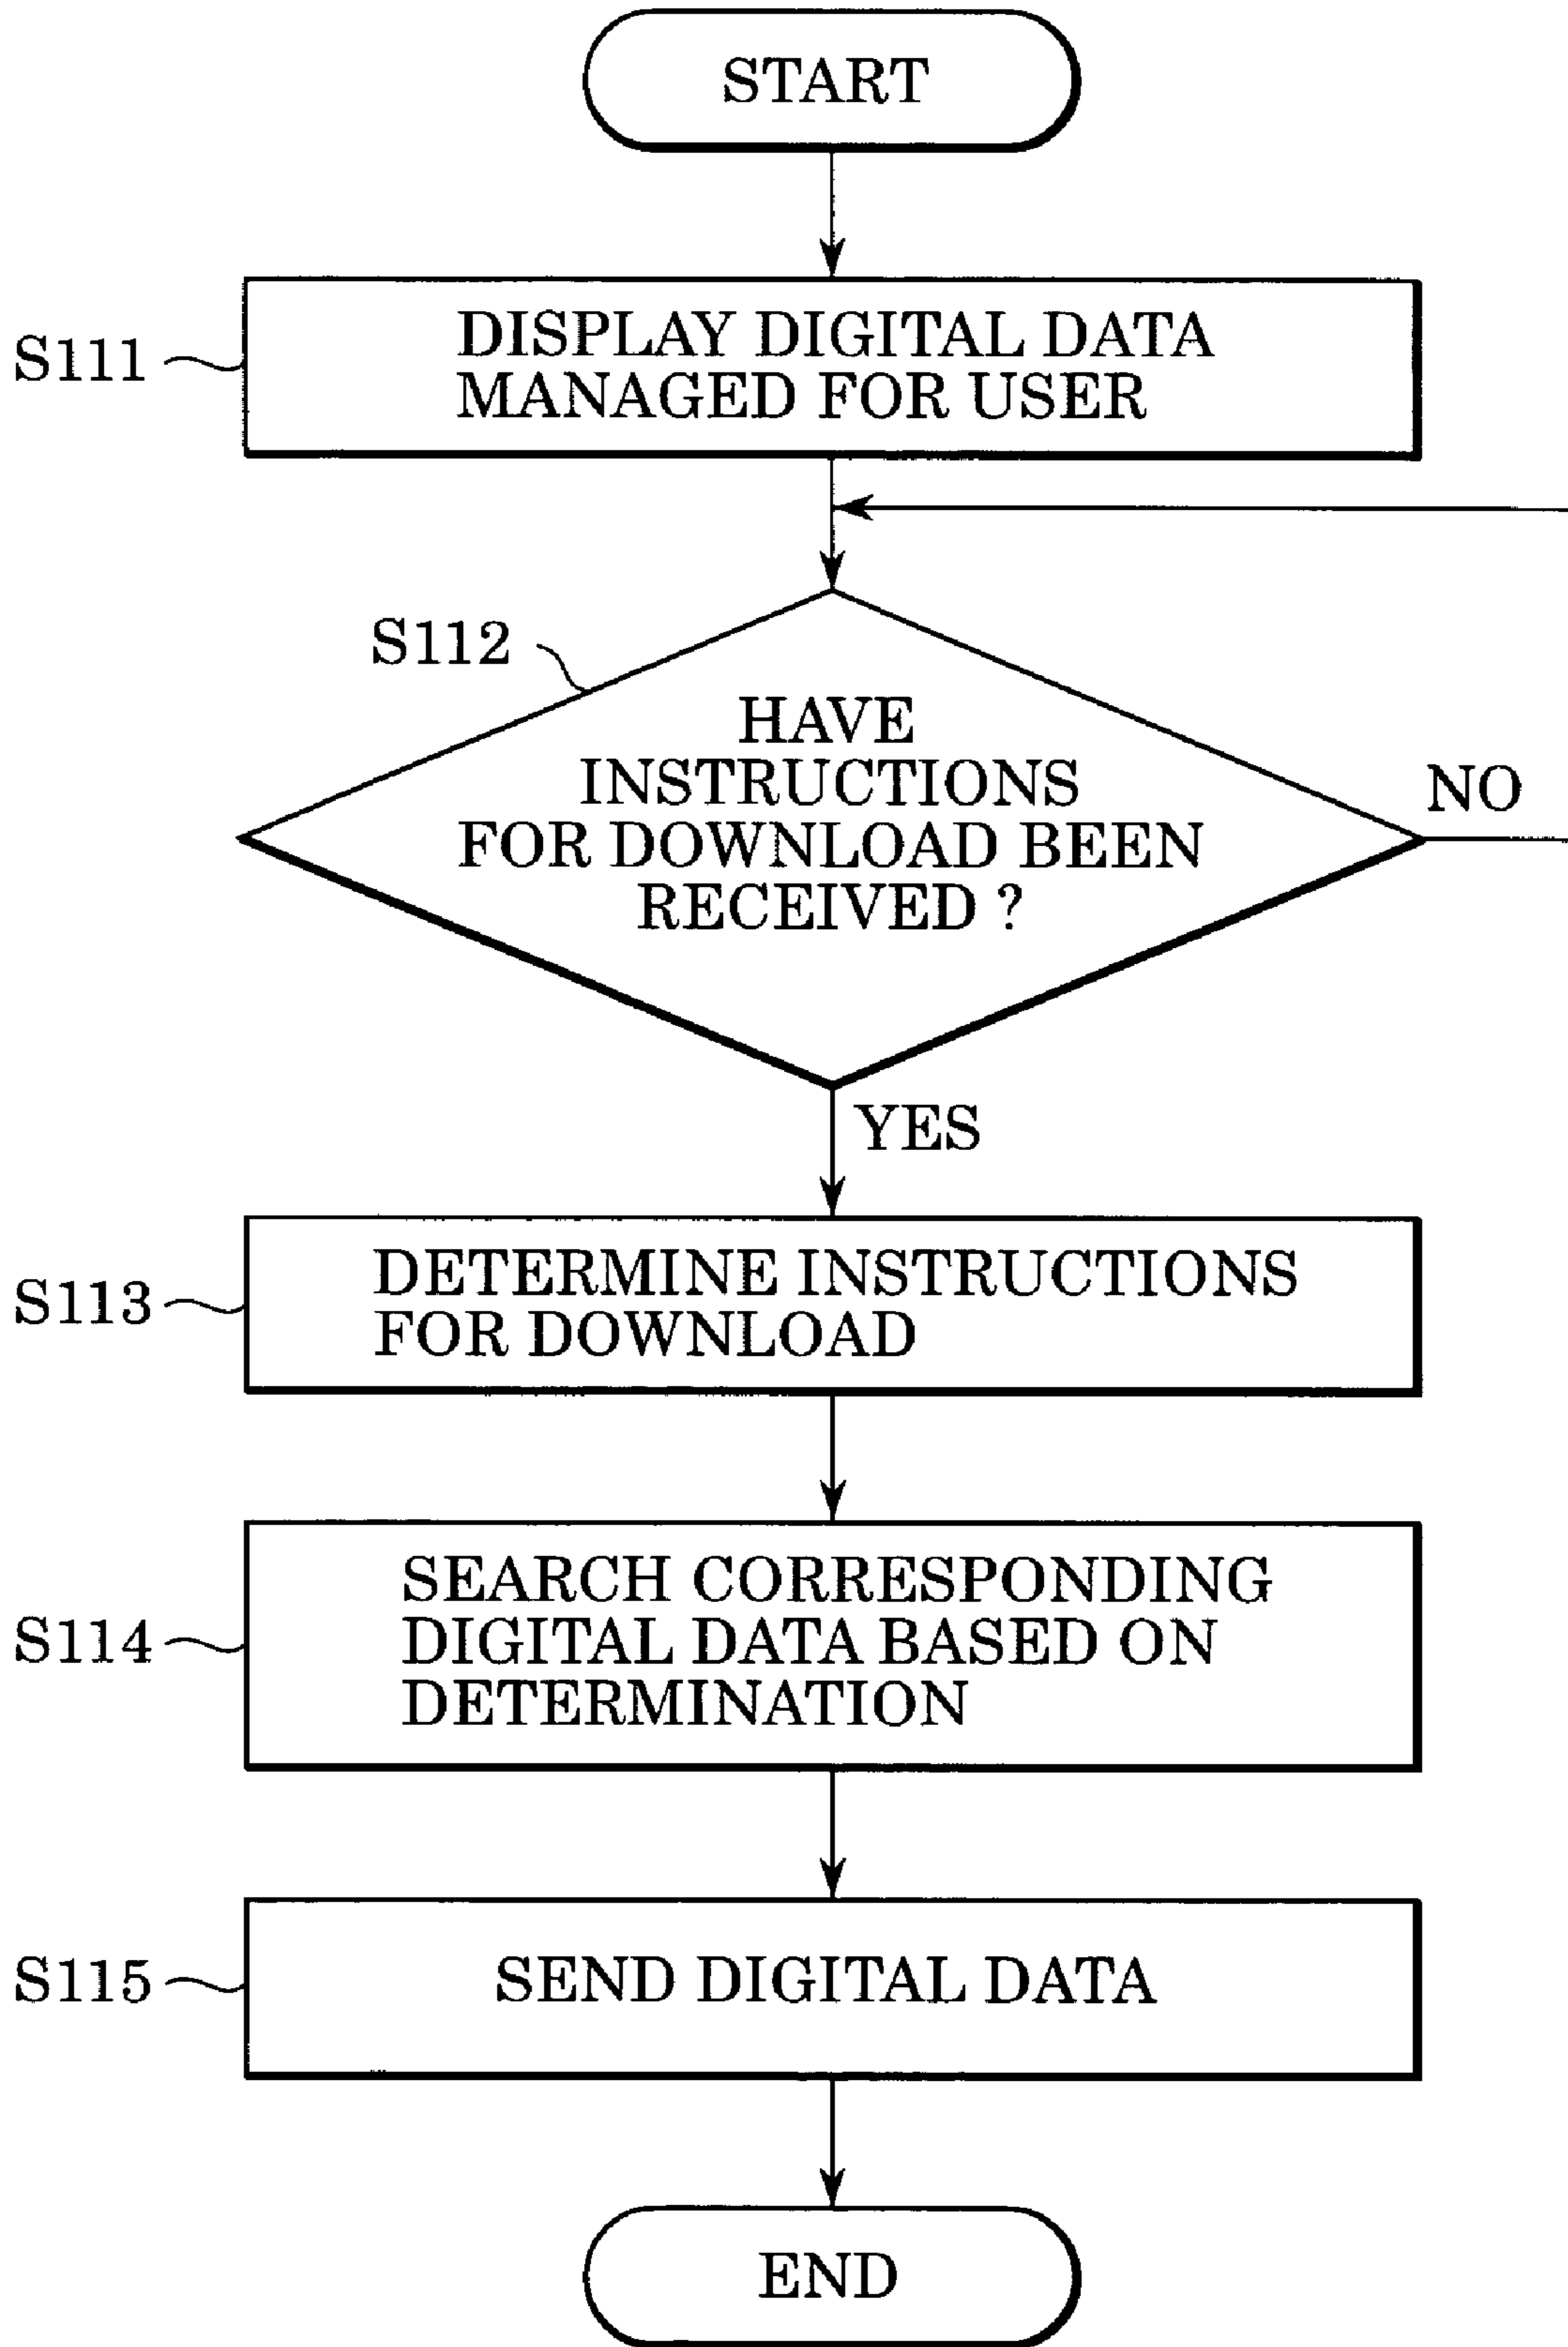 START
S111
DISPLAY DIGITAL DATA
MANAGED FOR USER
S112
HAVE
INSTRUCTIONS
FOR DOWNLOAD BEEN
RECEIVED ?
NO
YES
S113
DETERMINE INSTRUCTIONS
FOR DOWNLOAD
S114
SEARCH CORRESPONDING
DIGITAL DATA BASED ON
DETERMINATION
S115
SEND DIGITAL DATA
END